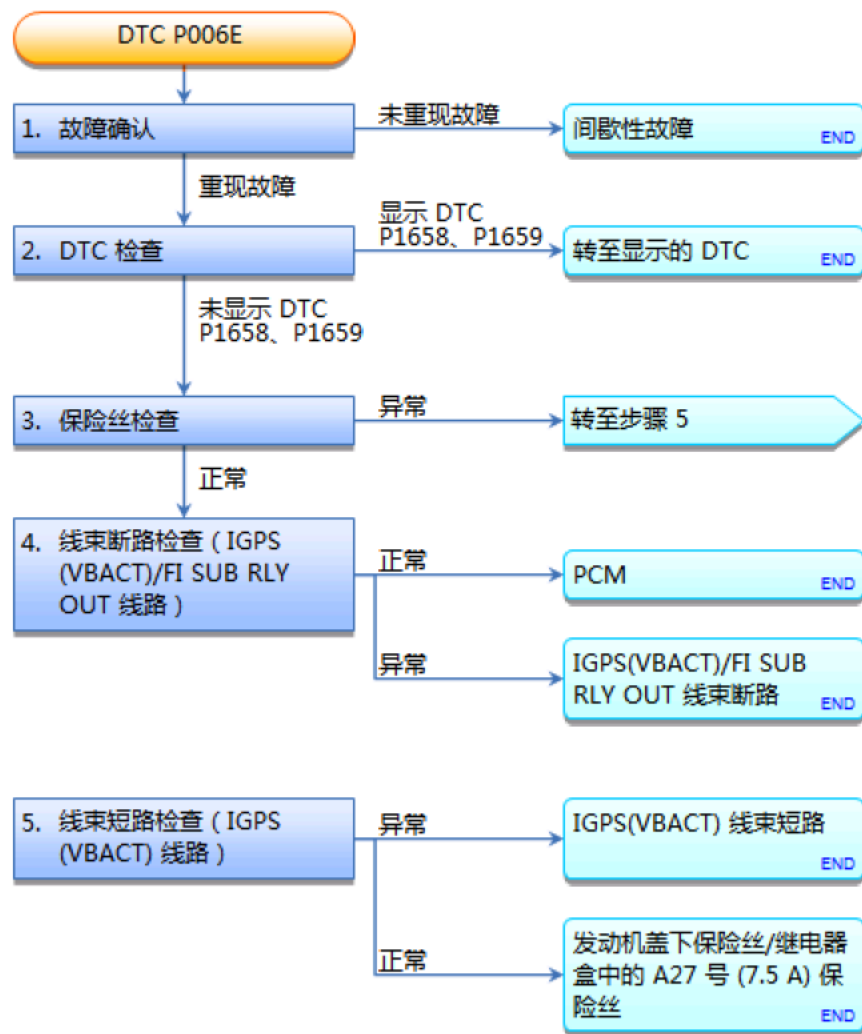 DTC P006E
1. 故障确认
未重现故障
间歇性故障
END
重现故障
2. DTC 检查
显示 DTC
P1658、P1659
转至显示的 DTC
END
未显示 DTC
P1658、P1659
3. 保险丝检查
异常
转至步骤 5
正常
4. 线束断路检查 ( IGPS
(VBACT)/FI SUB RLY
OUT 线路 )
正常
PCM
END
异常
IGPS(VBACT)/FI SUB
RLY OUT 线束断路
END
5. 线束短路检查 ( IGPS
(VBACT) 线路 )
异常
IGPS(VBACT) 线束短路
END
正常
发动机盖下保险丝/继电器
盒中的 A27 号 (7.5 A) 保
险丝
END